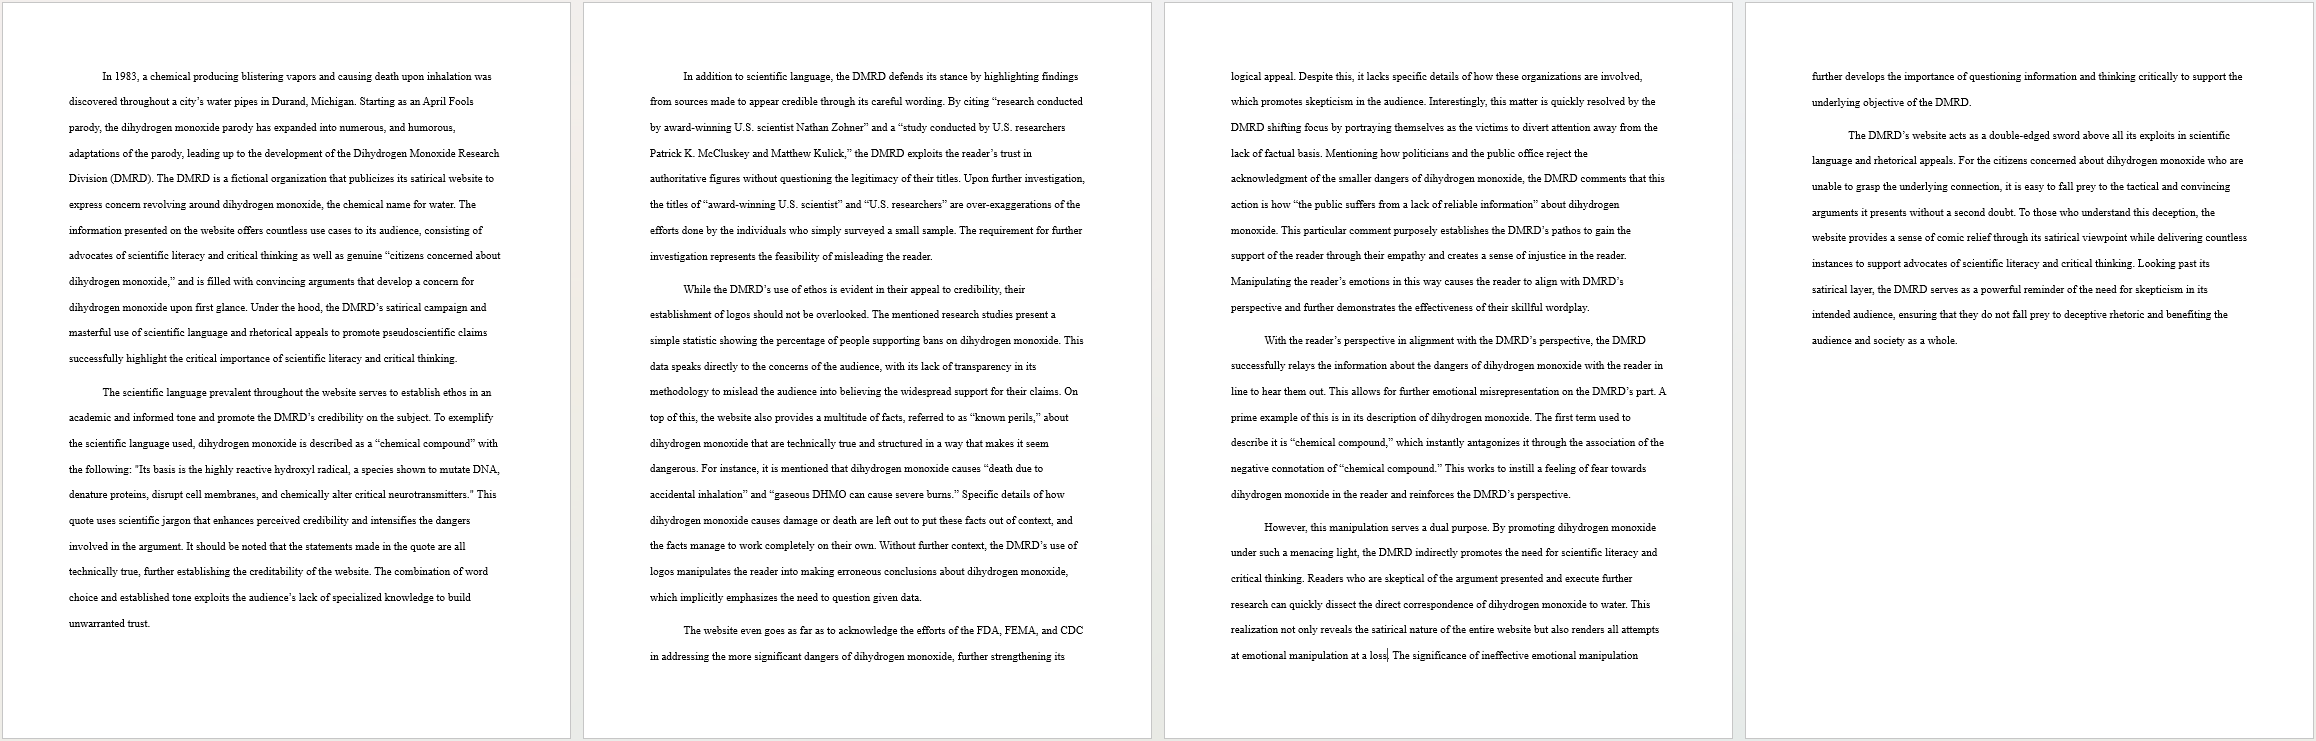 In 1983, a chemical producing blistering vapors and causing death upon inhalation was
discovered throughout a city’s water pipes in Durand, Michigan. Starting as an April Fools
parody, the dihydrogen monoxide parody has expanded into numerous, and humorous,
adaptations of the parody, leading up to the development of the Dihydrogen Monoxide Research
Division (DMRD). The DMRD is a fictional organization that publicizes its satirical website to
express concern revolving around dihydrogen monoxide, the chemical name for water. The
information presented on the website offers countless use cases to its audience, consisting of
advocates of scientific literacy and critical thinking as well as genuine “citizens concerned about
dihydrogen monoxide,” and is filled with convincing arguments that develop a concern for
dihydrogen monoxide upon first glance. Under the hood, the DMRD’s satirical campaign and
masterful use of scientific language and rhetorical appeals to promote pseudoscientific claims
successfully highlight the critical importance of scientific literacy and critical thinking.
The scientific language prevalent throughout the website serves to establish ethos in an
academic and informed tone and promote the DMRD’s credibility on the subject. To exemplify
the scientific language used, dihydrogen monoxide is described as a “chemical compound” with
the following: "Its basis is the highly reactive hydroxyl radical, a species shown to mutate DNA,
denature proteins, disrupt cell membranes, and chemically alter critical neurotransmitters." This
quote uses scientific jargon that enhances perceived credibility and intensifies the dangers
involved in the argument. It should be noted that the statements made in the quote are all
technically true, further establishing the creditability of the website. The combination of word
choice and established tone exploits the audience’s lack of specialized knowledge to build
unwarranted trust.
In addition to scientific language, the DMRD defends its stance by highlighting findings
from sources made to appear credible through its careful wording. By citing “research conducted
by award-winning U.S. scientist Nathan Zohner” and a “study conducted by U.S. researchers
Patrick K. McCluskey and Matthew Kulick,” the DMRD exploits the reader’s trust in
authoritative figures without questioning the legitimacy of their titles. Upon further investigation,
the titles of “award-winning U.S. scientist” and “U.S. researchers” are over-exaggerations of the
efforts done by the individuals who simply surveyed a small sample. The requirement for further
investigation represents the feasibility of misleading the reader.
While the DMRD’s use of ethos is evident in their appeal to credibility, their
establishment of logos should not be overlooked. The mentioned research studies present a
simple statistic showing the percentage of people supporting bans on dihydrogen monoxide. This
data speaks directly to the concerns of the audience, with its lack of transparency in its
methodology to mislead the audience into believing the widespread support for their claims. On
top of this, the website also provides a multitude of facts, referred to as “known perils,” about
dihydrogen monoxide that are technically true and structured in a way that makes it seem
dangerous. For instance, it is mentioned that dihydrogen monoxide causes “death due to
accidental inhalation” and “gaseous DHMO can cause severe burns.” Specific details of how
dihydrogen monoxide causes damage or death are left out to put these facts out of context, and
the facts manage to work completely on their own. Without further context, the DMRD’s use of
logos manipulates the reader into making erroneous conclusions about dihydrogen monoxide,
which implicitly emphasizes the need to question given data.
The website even goes as far as to acknowledge the efforts of the FDA, FEMA, and CDC
in addressing the more significant dangers of dihydrogen monoxide, further strengthening its
logical appeal. Despite this, it lacks specific details of how these organizations are involved,
which promotes skepticism in the audience. Interestingly, this matter is quickly resolved by the
DMRD shifting focus by portraying themselves as the victims to divert attention away from the
lack of factual basis. Mentioning how politicians and the public office reject the
acknowledgment of the smaller dangers of dihydrogen monoxide, the DMRD comments that this
action is how “the public suffers from a lack of reliable information” about dihydrogen
monoxide. This particular comment purposely establishes the DMRD’s pathos to gain the
support of the reader through their empathy and creates a sense of injustice in the reader.
Manipulating the reader’s emotions in this way causes the reader to align with DMRD’s
perspective and further demonstrates the effectiveness of their skillful wordplay.
With the reader’s perspective in alignment with the DMRD’s perspective, the DMRD
successfully relays the information about the dangers of dihydrogen monoxide with the reader in
line to hear them out. This allows for further emotional misrepresentation on the DMRD’s part. A
prime example of this is in its description of dihydrogen monoxide. The first term used to
describe it is “chemical compound,” which instantly antagonizes it through the association of the
negative connotation of “chemical compound.” This works to instill a feeling of fear towards
dihydrogen monoxide in the reader and reinforces the DMRD’s perspective.
However, this manipulation serves a dual purpose. By promoting dihydrogen monoxide
under such a menacing light, the DMRD indirectly promotes the need for scientific literacy and
critical thinking. Readers who are skeptical of the argument presented and execute further
research can quickly dissect the direct correspondence of dihydrogen monoxide to water. This
realization not only reveals the satirical nature of the entire website but also renders all attempts
at emotional manipulation at a loss. The significance of ineffective emotional manipulation
further develops the importance of questioning information and thinking critically to support the
underlying objective of the DMRD.
The DMRD’s website acts as a double-edged sword above all its exploits in scientific
language and rhetorical appeals. For the citizens concerned about dihydrogen monoxide who are
unable to grasp the underlying connection, it is easy to fall prey to the tactical and convincing
arguments it presents without a second doubt. To those who understand this deception, the
website provides a sense of comic relief through its satirical viewpoint while delivering countless
instances to support advocates of scientific literacy and critical thinking. Looking past its
satirical layer, the DMRD serves as a powerful reminder of the need for skepticism in its
intended audience, ensuring that they do not fall prey to deceptive rhetoric and benefiting the
audience and society as a whole.